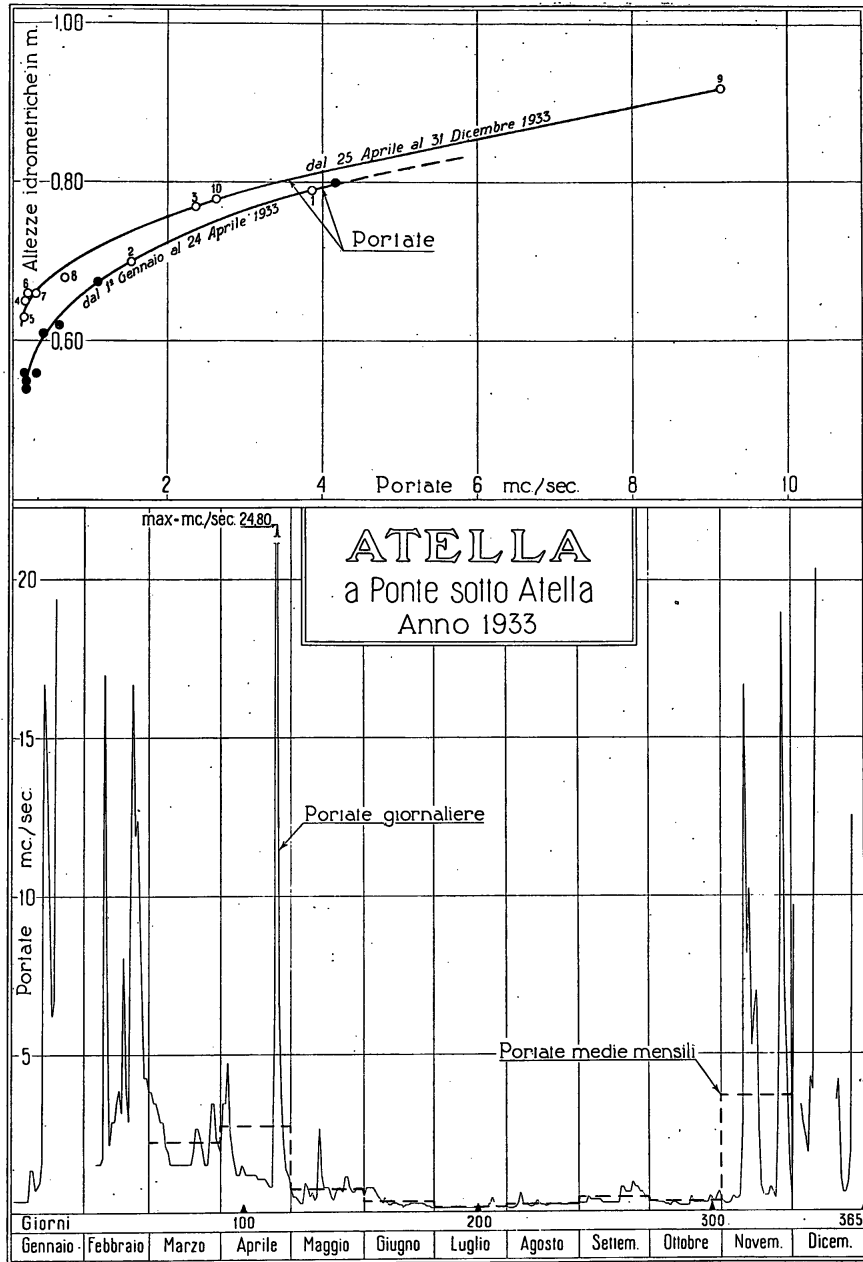 1.00
Altezze idrometriche in m.
9
dal 25 Aprile al 31 Dicembre 1933
0.80
3
10
1
Portate
dal 1° Gennaio al 24 Aprile 1933
2
8
6
4
7
5
0.60
2
4
6
8
10
Portate mc./sec.
max=mc./sec. 24.80
ATELLA
a Ponte sotto Atella
Anno 1933
20
15
10
5
Portate mc./sec.
Portate giornaliere
Portate medie mensili
Giorni
100
200
300
365
Gennaio
Febbraio
Marzo
Aprile
Maggio
Giugno
Luglio
Agosto
Settem.
Ottobre
Novem.
Dicem.